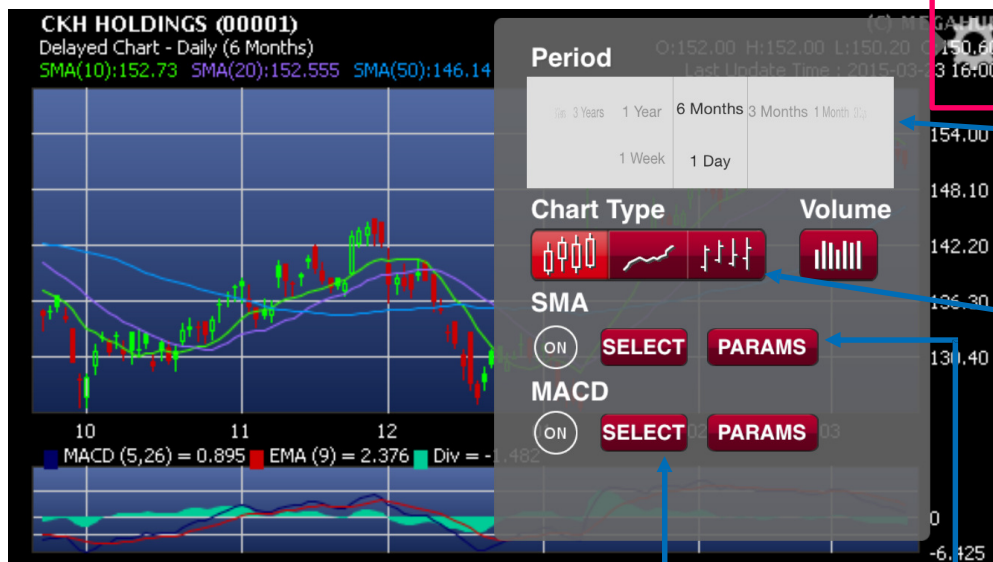 CKH HOLDINGS (00001)
Delayed Chart - Daily (6 Months)
O:152.00 H:152.00 L:150.20
150.60
SMA(10):152.73 SMA(20):152.555 SMA(50):146.14
Last Update Time : 2015-03-23 16:00
Period
3 Years 1 Year 6 Months 3 Months 1 Month
1 Week 1 Day
Chart Type Volume
SMA
ON SELECT PARAMS
MACD
ON SELECT PARAMS
154.00
148.10
142.20
136.30
130.40
10 11 12 02 03
MACD (5,26) = 0.895 EMA (9) = 2.376 Div = -1.482
0
-6.425